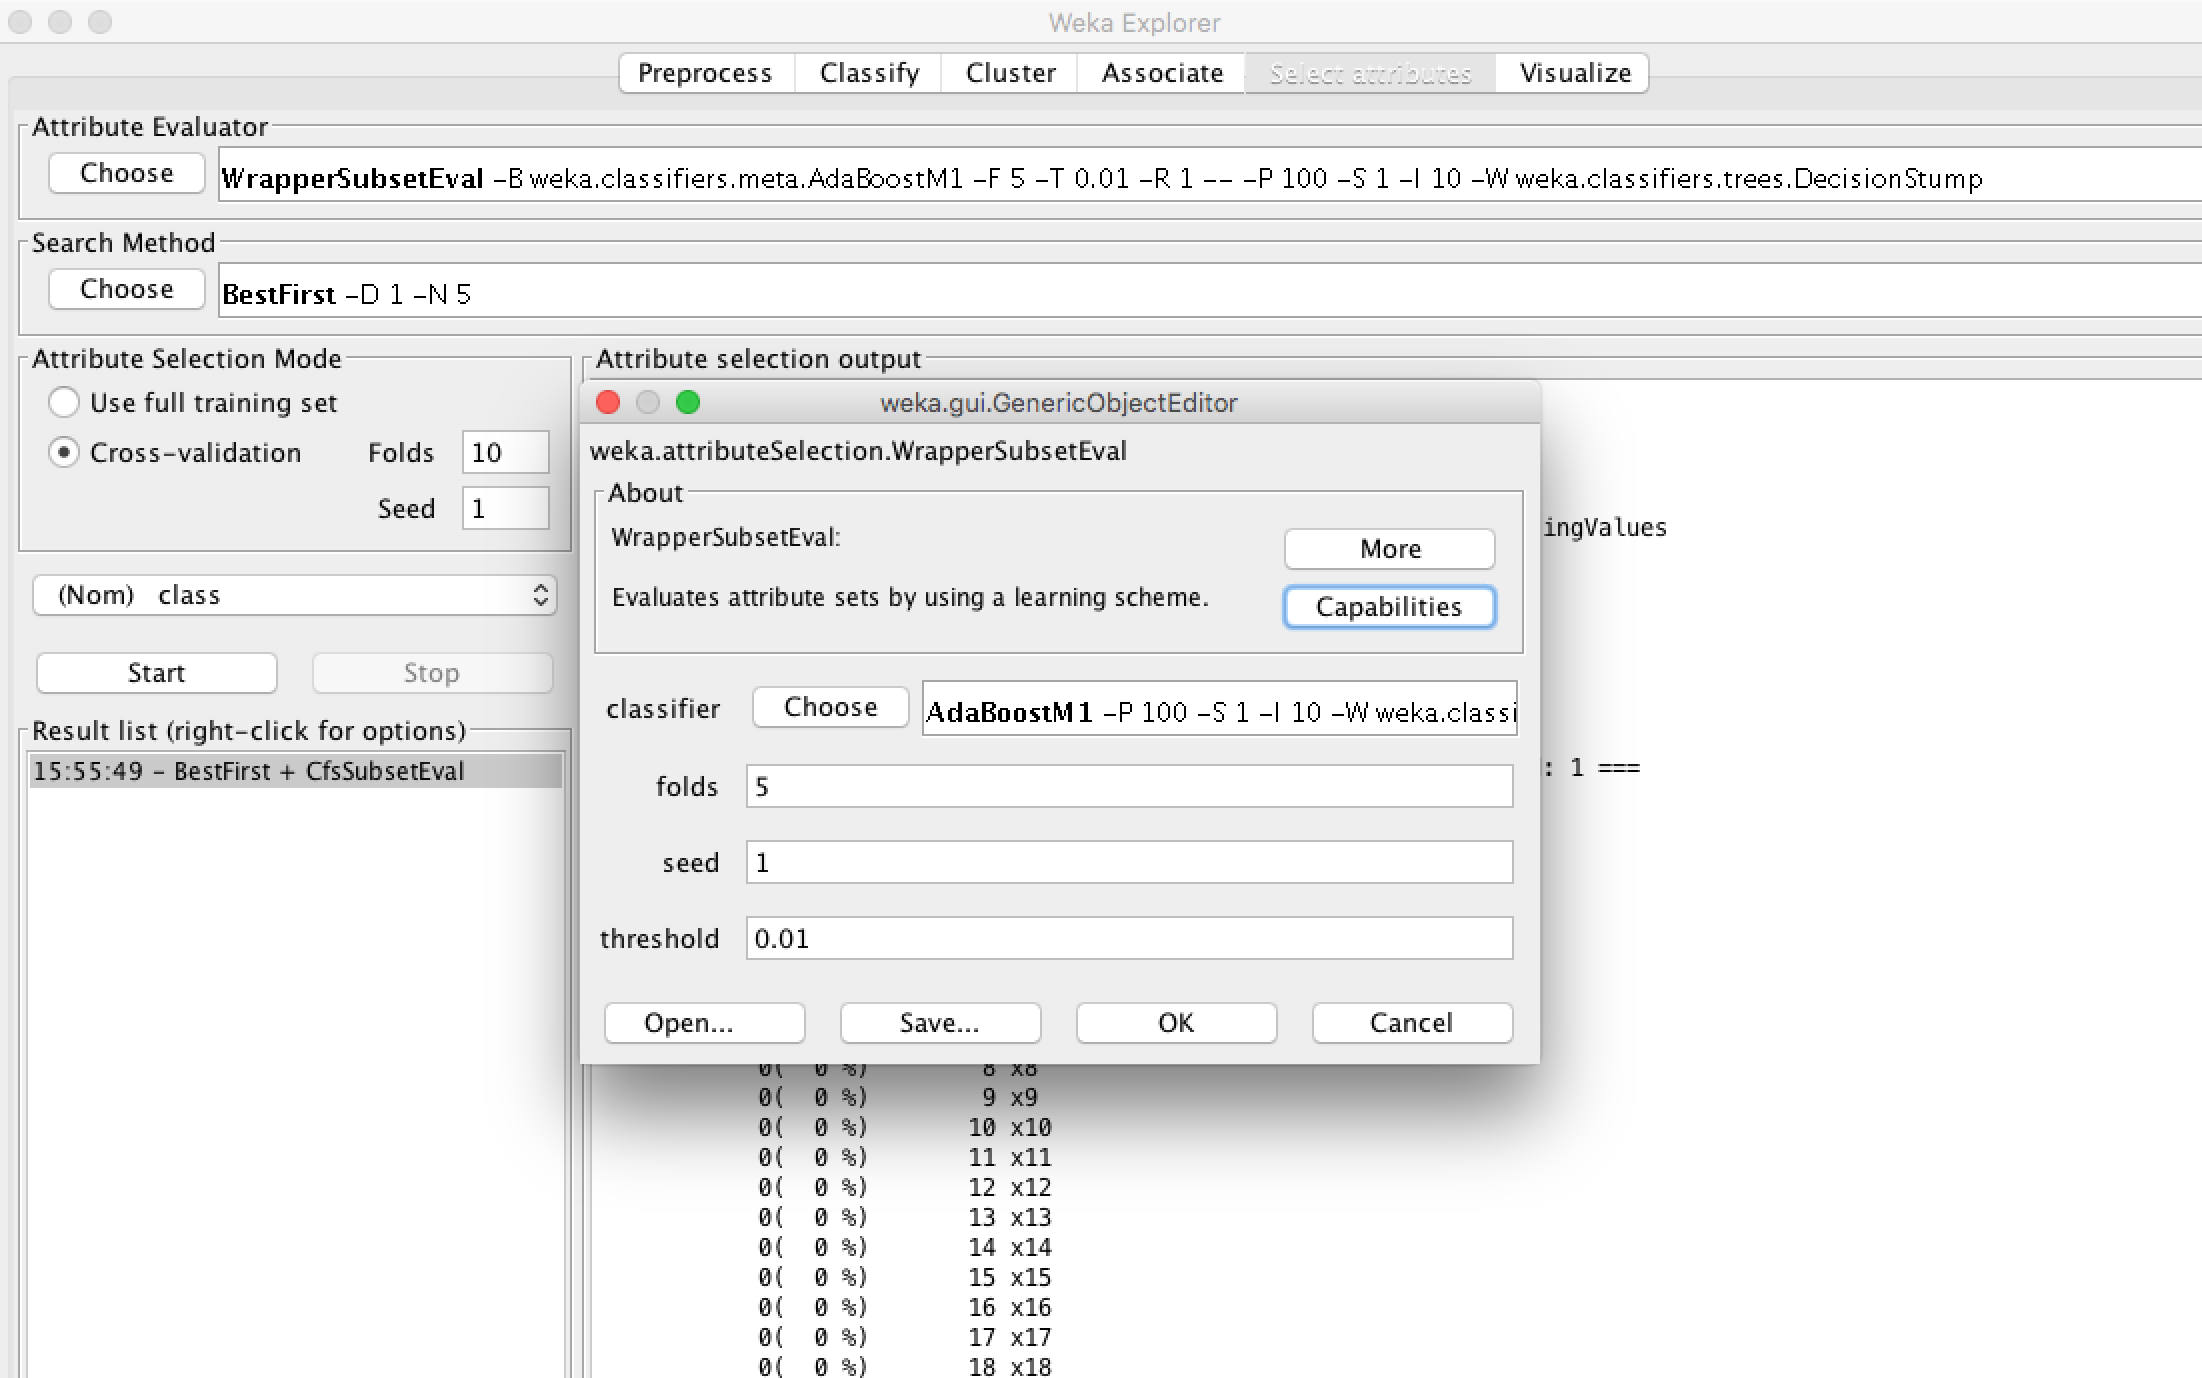 Weka Explorer
Preprocess Classify Cluster Associate Select attributes Visualize
Attribute Evaluator
Choose WrapperSubsetEval -B weka.classifiers.meta.AdaBoostM1 -F 5 -T 0.01 -R 1 -- -P 100 -S 1 -I 10 -W weka.classifiers.trees.DecisionStump
Search Method
Choose BestFirst -D 1 -N 5
Attribute Selection Mode
Use full training set
Cross-validation Folds 10
Seed 1
(Nom) class
Start Stop
Result list (right-click for options)
15:55:49 - BestFirst + CfsSubsetEval
Attribute selection output
weka.gui.GenericObjectEditor
weka.attributeSelection.WrapperSubsetEval
About
WrapperSubsetEval:
More
Evaluates attribute sets by using a learning scheme.
Capabilities
classifier Choose AdaBoostM1 -P 100 -S 1 -I 10 -W weka.classi
folds 5
seed 1
threshold 0.01
Open... Save... OK Cancel
ingValues
: 1 ===
0( 0 %) 8 x8
0( 0 %) 9 x9
0( 0 %) 10 x10
0( 0 %) 11 x11
0( 0 %) 12 x12
0( 0 %) 13 x13
0( 0 %) 14 x14
0( 0 %) 15 x15
0( 0 %) 16 x16
0( 0 %) 17 x17
0( 0 %) 18 x18